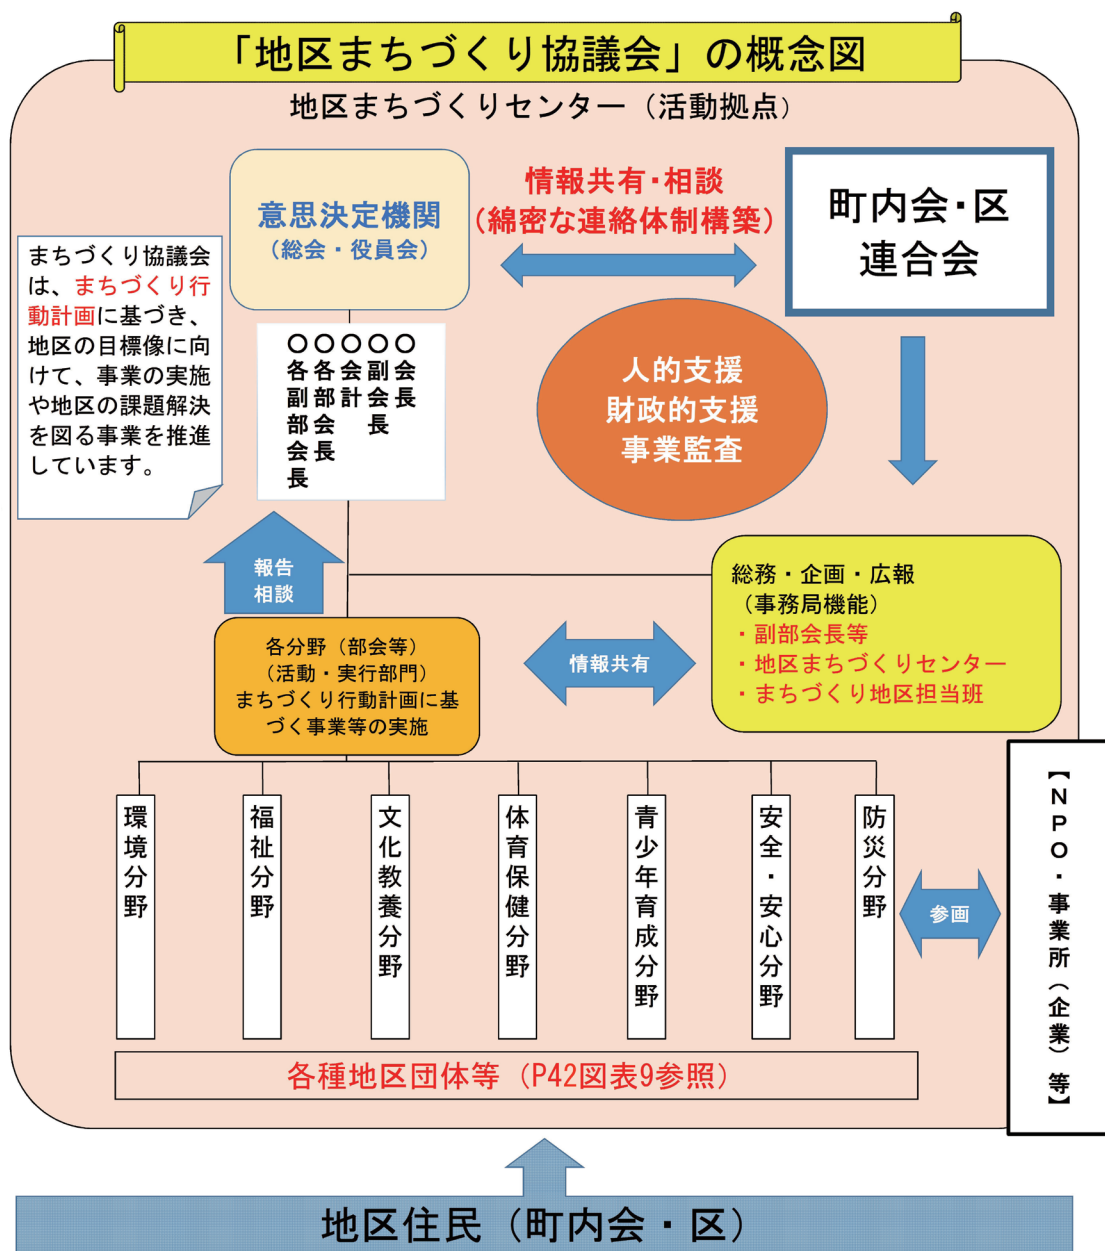 「地区まちづくり協議会」の概念図
地区まちづくりセンター（活動拠点）
意思決定機関
（総会・役員会）
情報共有・相談
（綿密な連絡体制構築）
町内会・区
連合会
まちづくり協議会
は、まちづくり行
動計画に基づき、
地区の目標像に向
けて、事業の実施
や地区の課題解決
を図る事業を推進
しています。
〇会長
〇副会長
〇会計
〇各部会長
〇各副部会長
人的支援
財政的支援
事業監査
報告
相談
総務・企画・広報
（事務局機能）
・副部会長等
・地区まちづくりセンター
・まちづくり地区担当班
各分野（部会等）
（活動・実行部門）
まちづくり行動計画に基
づく事業等の実施
情報共有
環境分野
福祉分野
文化教養分野
体育保健分野
青少年育成分野
安全・安心分野
防災分野
参画
【NPO・事業所（企業）等】
各種地区団体等（P42図表9参照）
地区住民（町内会・区）